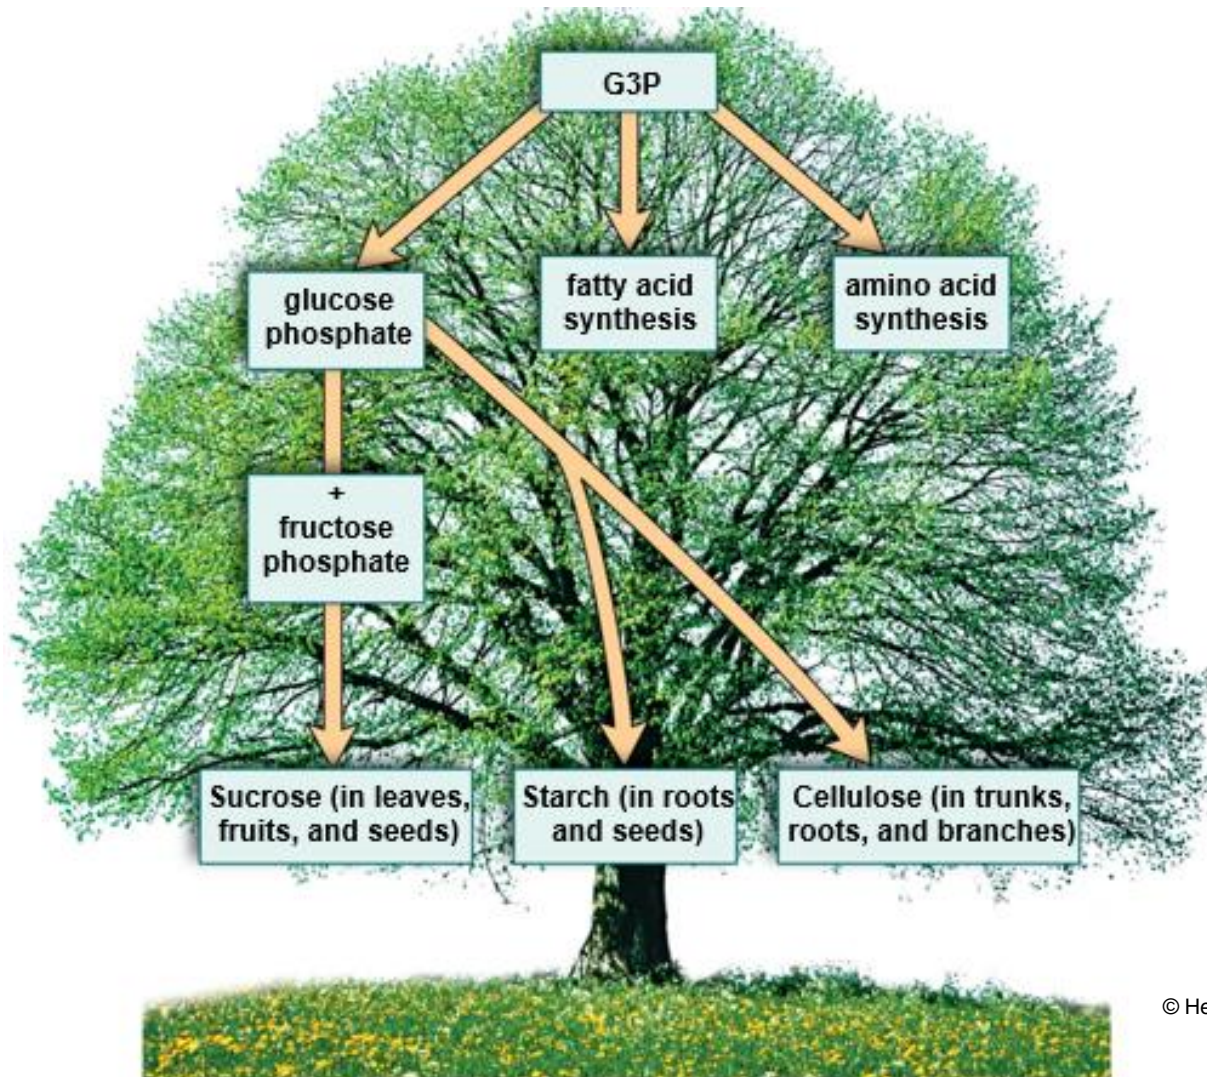 G3P
glucose
phosphate
fatty acid
synthesis
amino acid
synthesis
+
fructose
phosphate
Sucrose (in leaves,
fruits, and seeds)
Starch (in roots
and seeds)
Cellulose (in trunks,
roots, and branches)
©